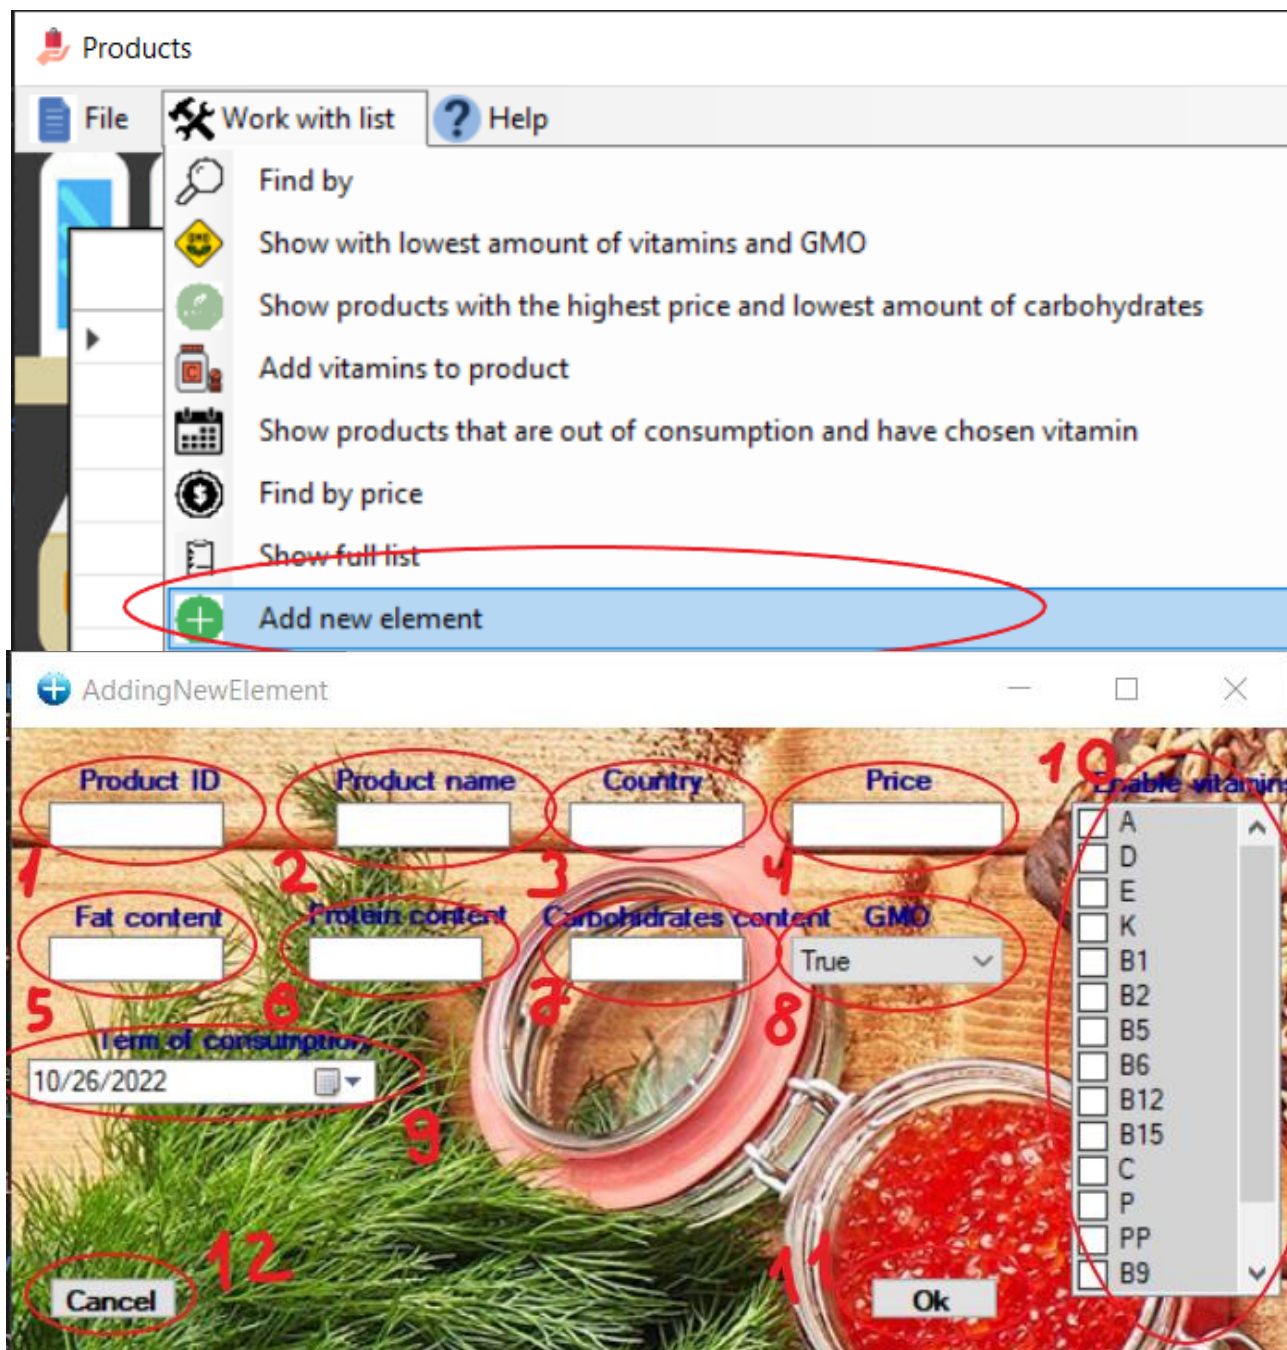 Products
File Work with list ? Help
Find by
Show with lowest amount of vitamins and GMO
Show products with the highest price and lowest amount of carbohydrates
Add vitamins to product
Show products that are out of consumption and have chosen vitamin
Find by price
Show full list
Add new element
AddingNewElement
Product ID Product name Country Price 10 Enable vitamins
1 2 3 4
Fat content Protein content Carbohidrates content GMO
True
5 6 7 8
Term of consumption
10/26/2022
9
A
D
E
K
B1
B2
B5
B6
B12
B15
C
P
PP
B9
12 11
Cancel Ok